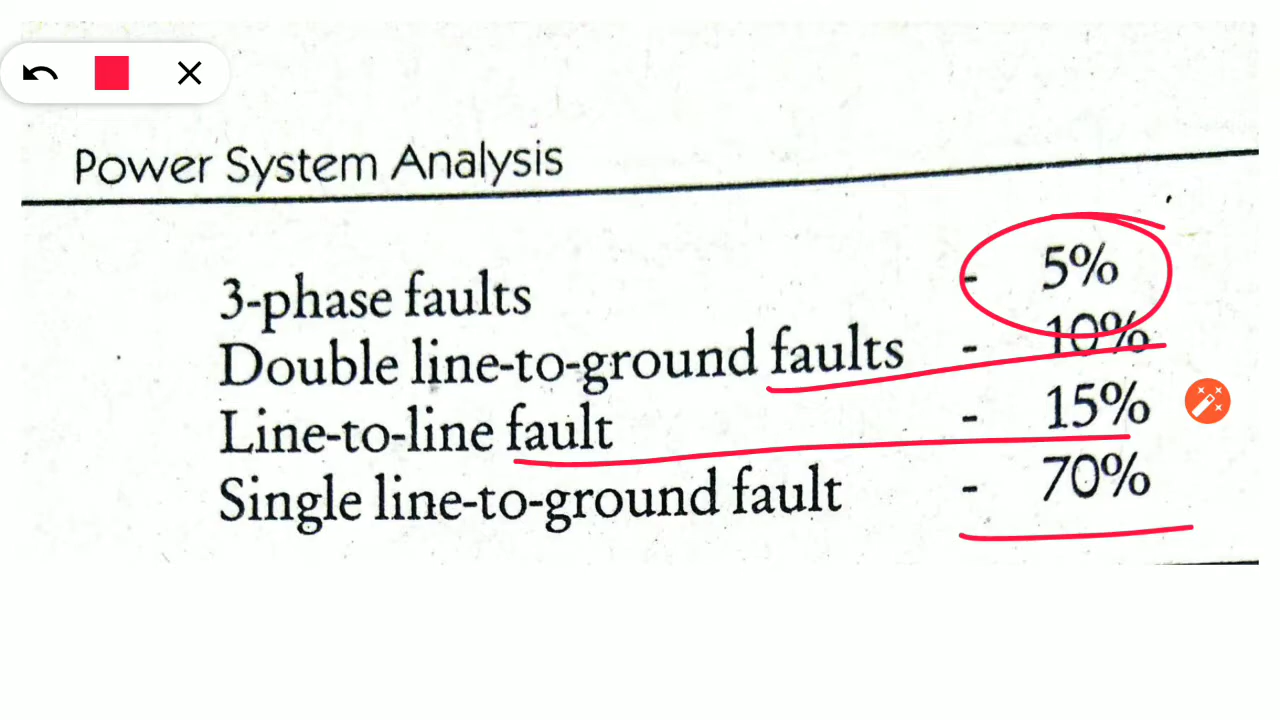 Power System Analysis
3-phase faults - 5%
Double line-to-ground faults - 10%
Line-to-line fault - 15%
Single line-to-ground fault - 70%